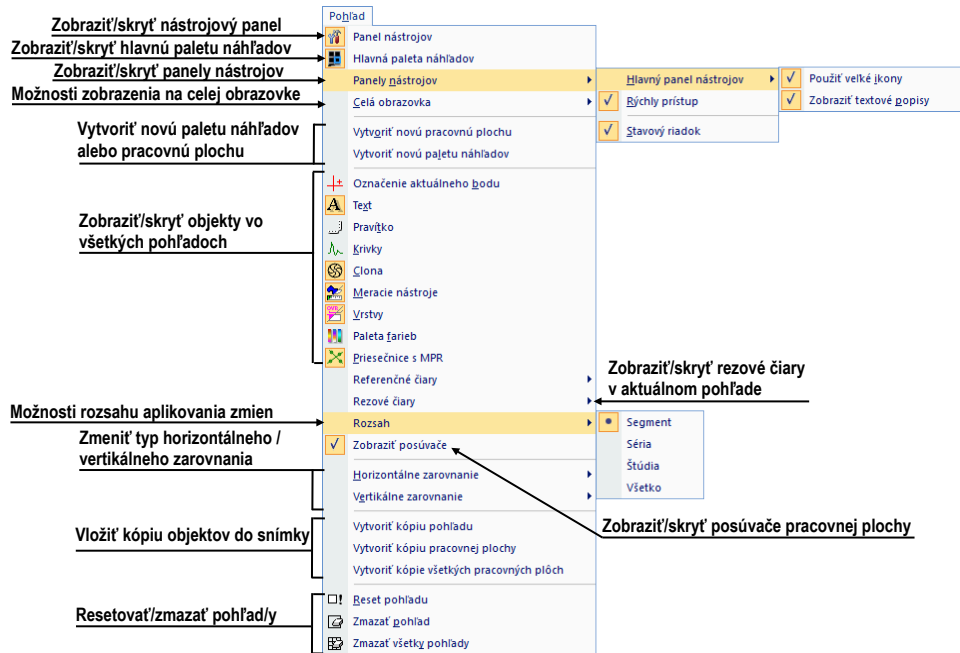 Pohľad
Zobraziť/skryť nástrojový panel
Panel nástrojov
Zobraziť/skryť hlavnú paletu náhľadov
Hlavná paleta náhľadov
Zobraziť/skryť panely nástrojov
Panely nástrojov
Hlavný panel nástrojov
Použiť veľké ikony
Možnosti zobrazenia na celej obrazovke
Celá obrazovka
Rýchly prístup
Zobraziť textové popisy
Vytvoriť novú paletu náhľadov
alebo pracovnú plochu
Vytvoriť novú pracovnú plochu
Stavový riadok
Vytvoriť novú paletu náhľadov
Označenie aktuálneho bodu
Text
Zobraziť/skryť objekty vo
všetkých pohľadoch
Pravítko
Krivky
Clona
Meracie nástroje
OVR
Vrstvy
Paleta farieb
Priesečnice s MPR
Referenčné čiary
Zobraziť/skryť rezové čiary
v aktuálnom pohľade
Rezové čiary
Možnosti rozsahu aplikovania zmien
Rozsah
Segment
Séria
Štúdia
Všetko
Zmeniť typ horizontálneho /
vertikálneho zarovnania
Zobraziť posúvače
Horizontálne zarovnanie
Vertikálne zarovnanie
Zobraziť/skryť posúvače pracovnej plochy
Vložiť kópiu objektov do snímky
Vytvoriť kópiu pohľadu
Vytvoriť kópiu pracovnej plochy
Vytvoriť kópie všetkých pracovných plôch
Resetovať/zmazať pohľad/y
Reset pohľadu
Zmazať pohľad
Zmazať všetky pohľady